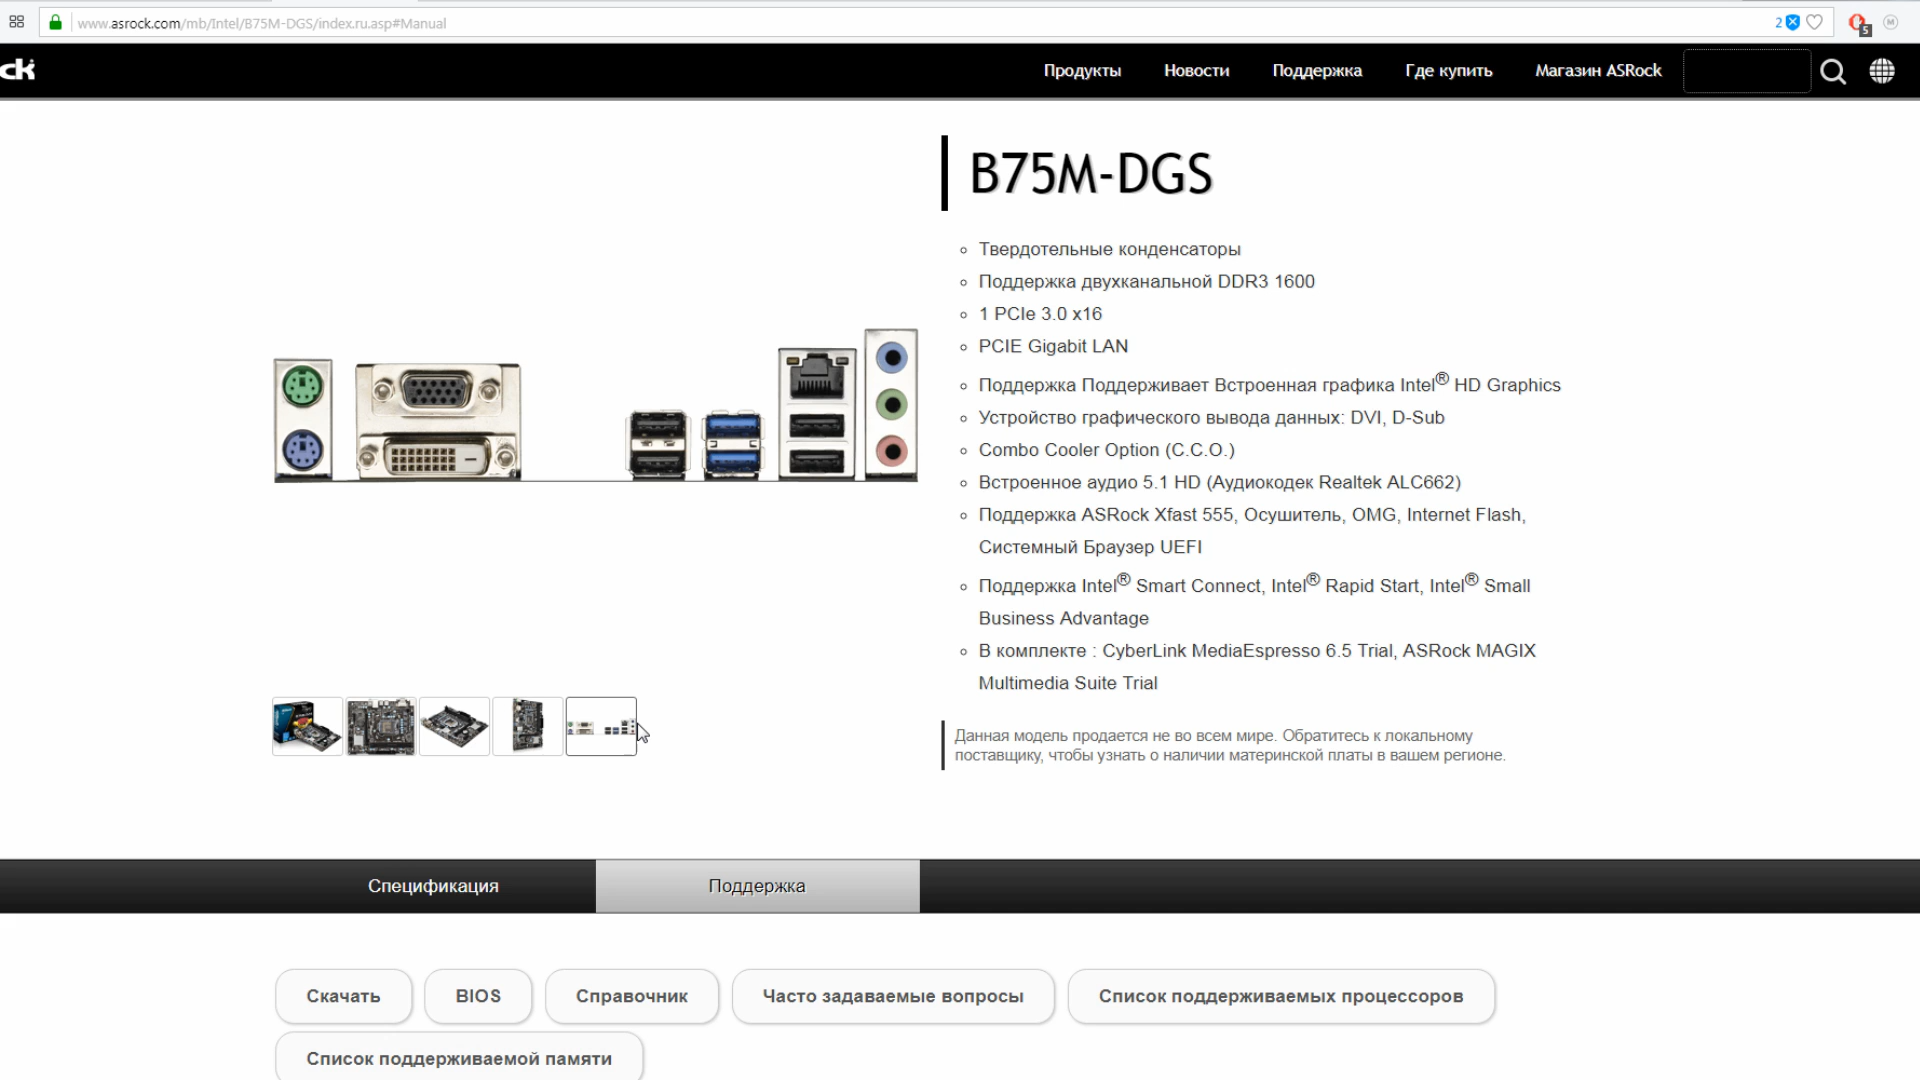 www.asrock.com/mb/Intel/B75M-DGS/index.ru.asp#Manual
2
5
M
ck
Продукты
Новости
Поддержка
Где купить
Магазин ASRock
B75M-DGS
Твердотельные конденсаторы
Поддержка двухканальной DDR3 1600
1 PCIe 3.0 x16
PCIE Gigabit LAN
Поддержка Поддерживает Встроенная графика Intel® HD Graphics
Устройство графического вывода данных: DVI, D-Sub
Combo Cooler Option (C.C.O.)
Встроенное аудио 5.1 HD (Аудиокодек Realtek ALC662)
Поддержка ASRock Xfast 555, Осушитель, OMG, Internet Flash,
Системный Браузер UEFI
Поддержка Intel® Smart Connect, Intel® Rapid Start, Intel® Small
Business Advantage
В комплекте : CyberLink MediaEspresso 6.5 Trial, ASRock MAGIX
Multimedia Suite Trial
Данная модель продается не во всем мире. Обратитесь к локальному
поставщику, чтобы узнать о наличии материнской платы в вашем регионе.
Спецификация
Поддержка
Скачать
BIOS
Справочник
Часто задаваемые вопросы
Список поддерживаемых процессоров
Список поддерживаемой памяти